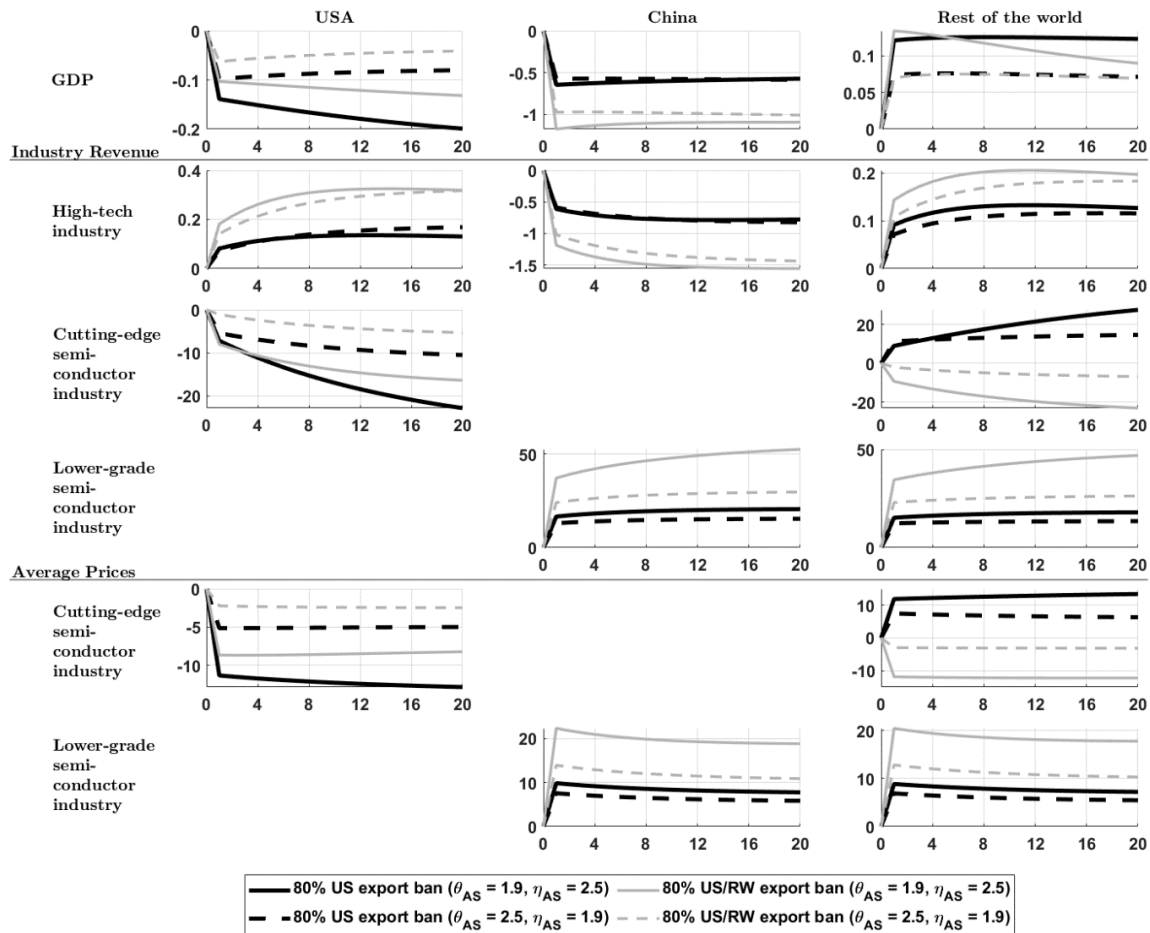 USA China Rest of the world
GDP
0 -0.1 -0.2
0 4 8 12 16 20
0 -0.5 -1
0 4 8 12 16 20
0.1 0.05 0
0 4 8 12 16 20
Industry Revenue
High-tech
industry
0.4 0.2 0
0 4 8 12 16 20
0 -0.5 -1 -1.5
0 4 8 12 16 20
0.2 0.1 0
0 4 8 12 16 20
Cutting-edge
semi-
conductor
industry
0 -10 -20
0 4 8 12 16 20
20 0 -20
0 4 8 12 16 20
Lower-grade
semi-
conductor
industry
50 0
0 4 8 12 16 20
50 0
0 4 8 12 16 20
Average Prices
Cutting-edge
semi-
conductor
industry
0 -5 -10
0 4 8 12 16 20
10 0 -10
0 4 8 12 16 20
Lower-grade
semi-
conductor
industry
20 10 0
0 4 8 12 16 20
20 10 0
0 4 8 12 16 20
80% US export ban (θAS = 1.9, ηAS = 2.5) 80% US/RW export ban (θAS = 1.9, ηAS = 2.5)
80% US export ban (θAS = 2.5, ηAS = 1.9) 80% US/RW export ban (θAS = 2.5, ηAS = 1.9)